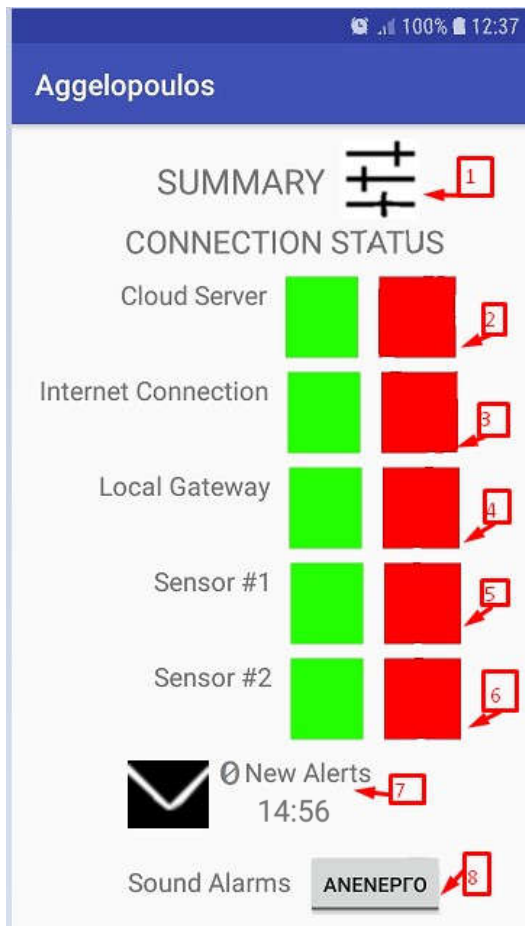 100% 12:37
Aggelopoulos
SUMMARY 1
CONNECTION STATUS
Cloud Server 2
Internet Connection 3
Local Gateway 4
Sensor #1 5
Sensor #2 6
0 New Alerts 7
14:56
Sound Alarms ΑΝΕΝΕΡΓΟ 8